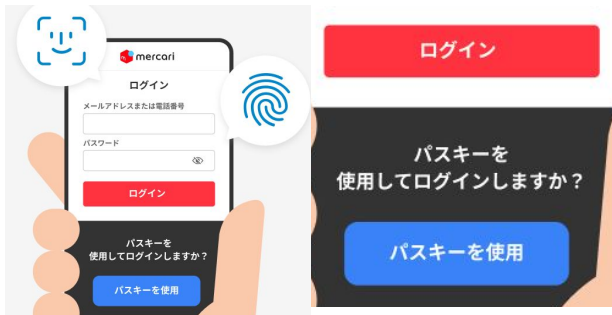 mercari
ログイン
メールアドレスまたは電話番号
パスワード
ログイン
パスキーを
使用してログインしますか？
パスキーを使用
ログイン
パスキーを
使用してログインしますか？
パスキーを使用